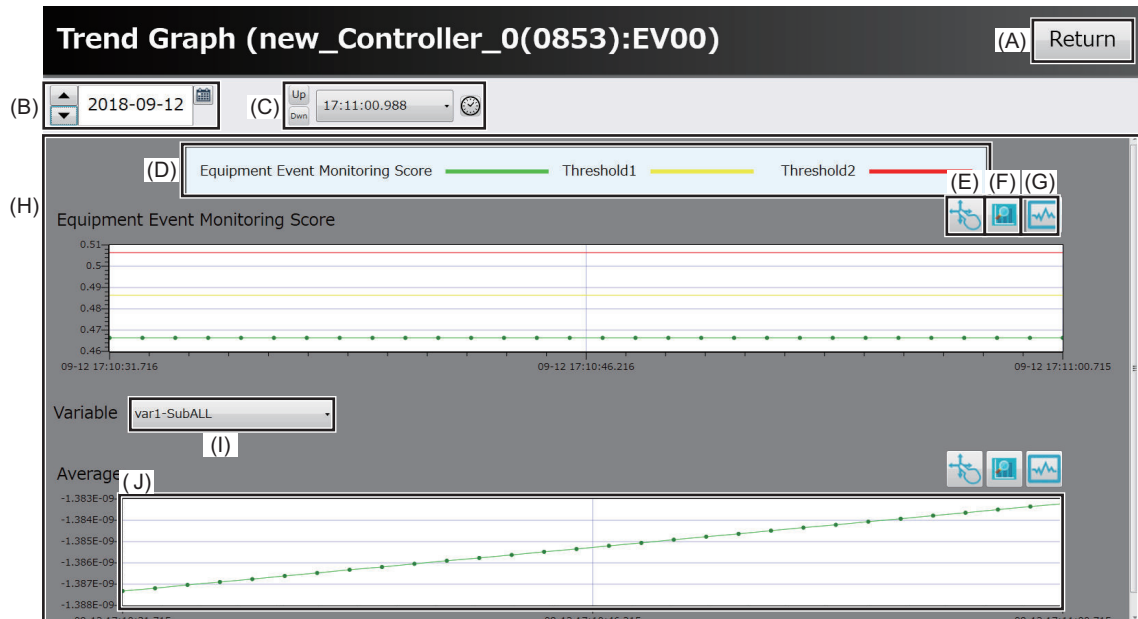 Trend Graph (new_Controller_0(0853):EV00)
(A) Return
(B) 2018-09-12
(C) Up Dwn 17:11:00.988
(D) Equipment Event Monitoring Score Threshold1 Threshold2
(E) (F) (G)
(H)
Equipment Event Monitoring Score
0.51
0.5
0.49
0.48
0.47
0.46
09-12 17:10:31.716 09-12 17:10:46.216 09-12 17:11:00.715
Variable var1-SubALL
(I)
Average
(J)
-1.383E-09
-1.384E-09
-1.385E-09
-1.386E-09
-1.387E-09
-1.388E-09